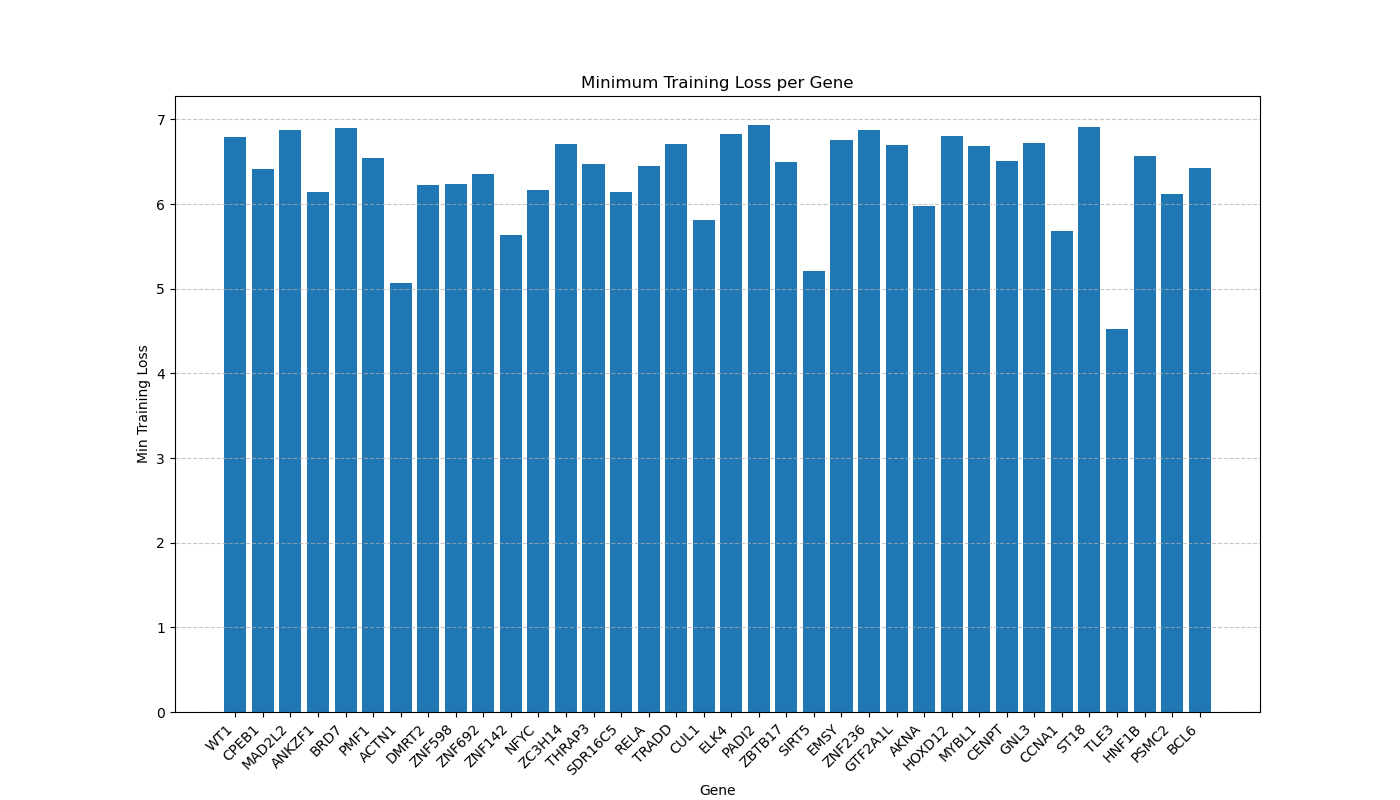 Minimum Training Loss per Gene
Min Training Loss
7
6
5
4
3
2
1
0
WT1
CPEB1
MAD2L2
ANKZF1
BRD7
PMF1
ACTN1
DMRT2
ZNF598
ZNF692
ZNF142
NFYC
ZC3H14
THRAP3
SDR16C5
RELA
TRADD
CUL1
ELK4
PADI2
ZBTB17
SIRT5
EMSY
ZNF236
GTF2A1L
AKNA
HOXD12
MYBL1
CENPT
GNL3
CCNA1
ST18
TLE3
HNF1B
PSMC2
BCL6
Gene